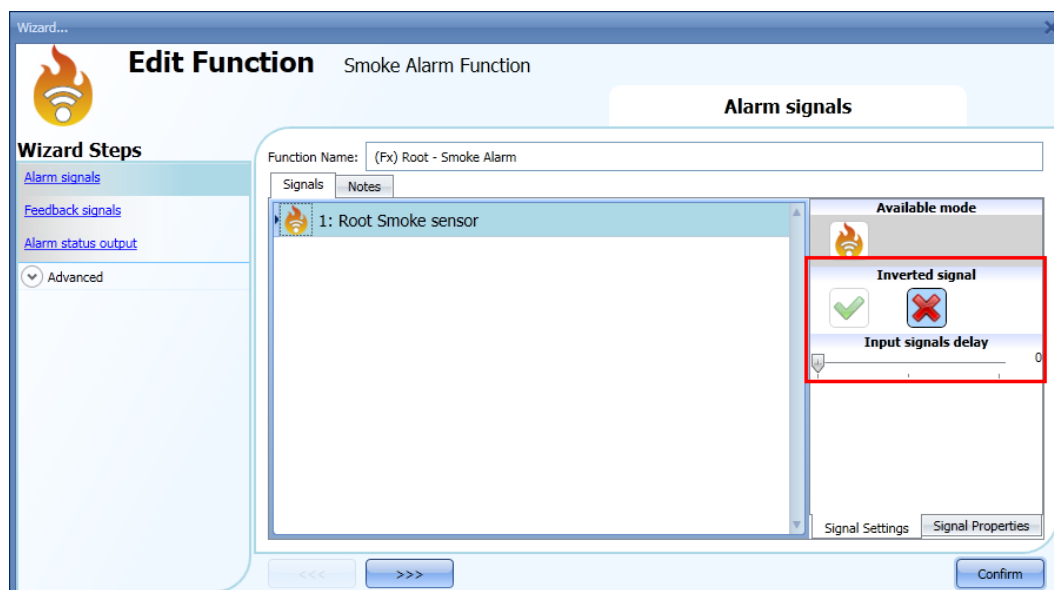 Wizard...
Edit Function Smoke Alarm Function
Alarm signals
Wizard Steps
Alarm signals
Feedback signals
Alarm status output
Advanced
Function Name: (Fx) Root - Smoke Alarm
Signals Notes
1: Root Smoke sensor
Available mode
Inverted signal
Input signals delay
0
Signal Settings Signal Properties
<<< >>> Confirm